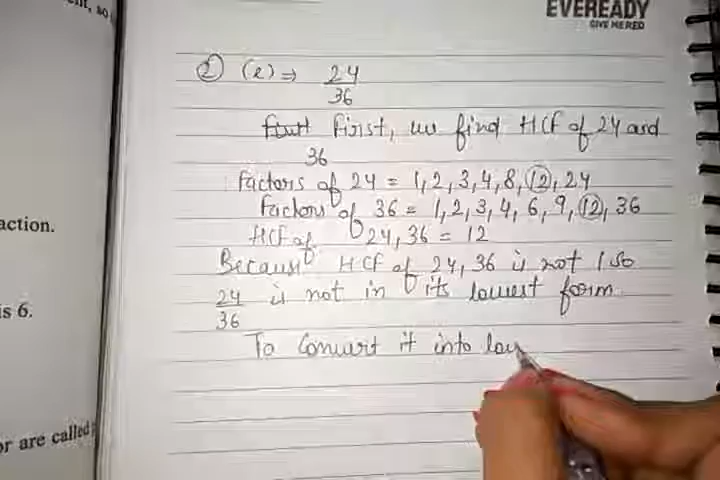 EVEREADY
GIVE ME RED
② (e) ⇒ 24/36
First, we find HCF of 24 and
36
Factors of 24 = 1, 2, 3, 4, 8, 12, 24
Factors of 36 = 1, 2, 3, 4, 6, 9, 12, 36
HCF of 24, 36 = 12
Because HCF of 24, 36 is not 1 so
24/36 is not in its lowest form
To Convert it into low
action.
is 6.
or are called